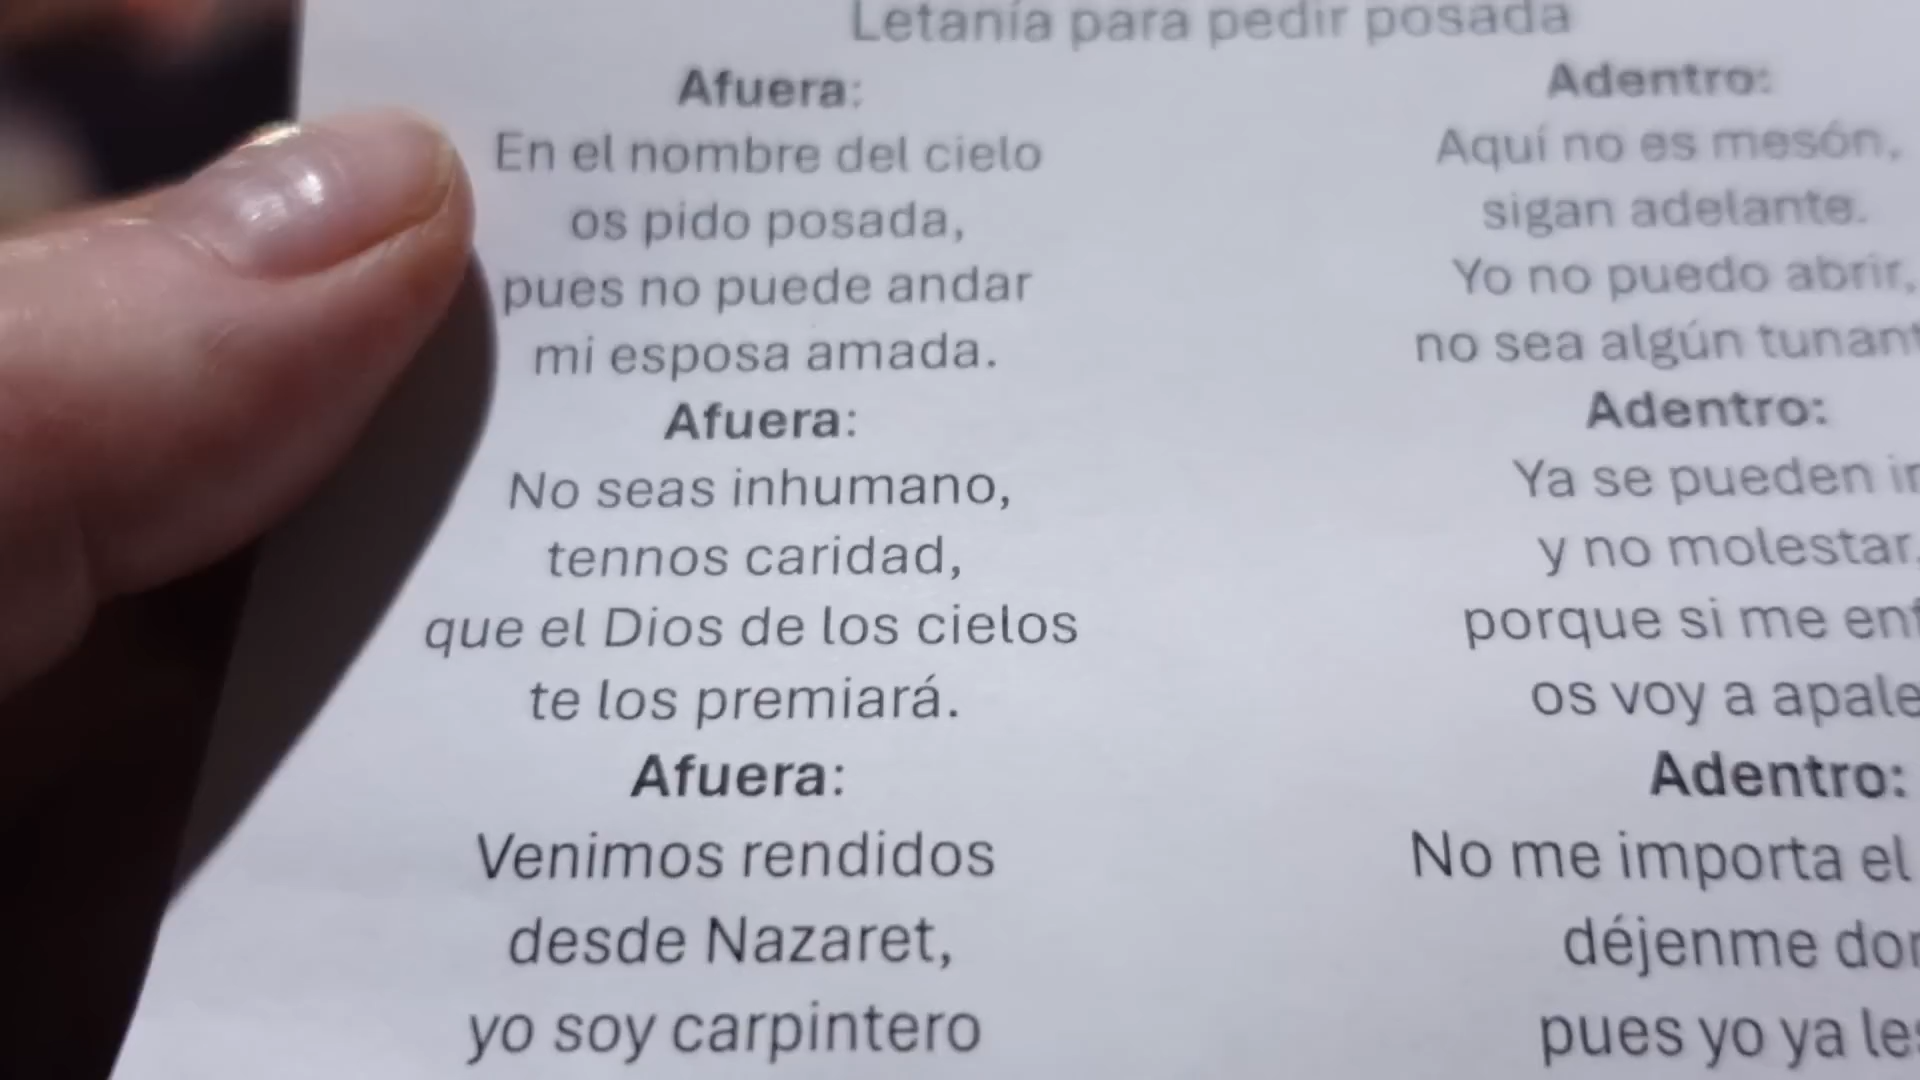 Letanía para pedir posada
Afuera:
En el nombre del cielo
os pido posada,
pues no puede andar
mi esposa amada.
Adentro:
Aquí no es mesón,
sigan adelante.
Yo no puedo abrir,
no sea algún
Afuera:
No seas inhumano,
tennos caridad,
que el Dios de los cielos
te los premiará.
Adentro:
Ya se pueden
y no molestar.
porque si me
os voy a
Afuera:
Venimos rendidos
desde Nazaret,
yo soy carpintero
Adentro:
No me importa el
déjenme
pues yo ya